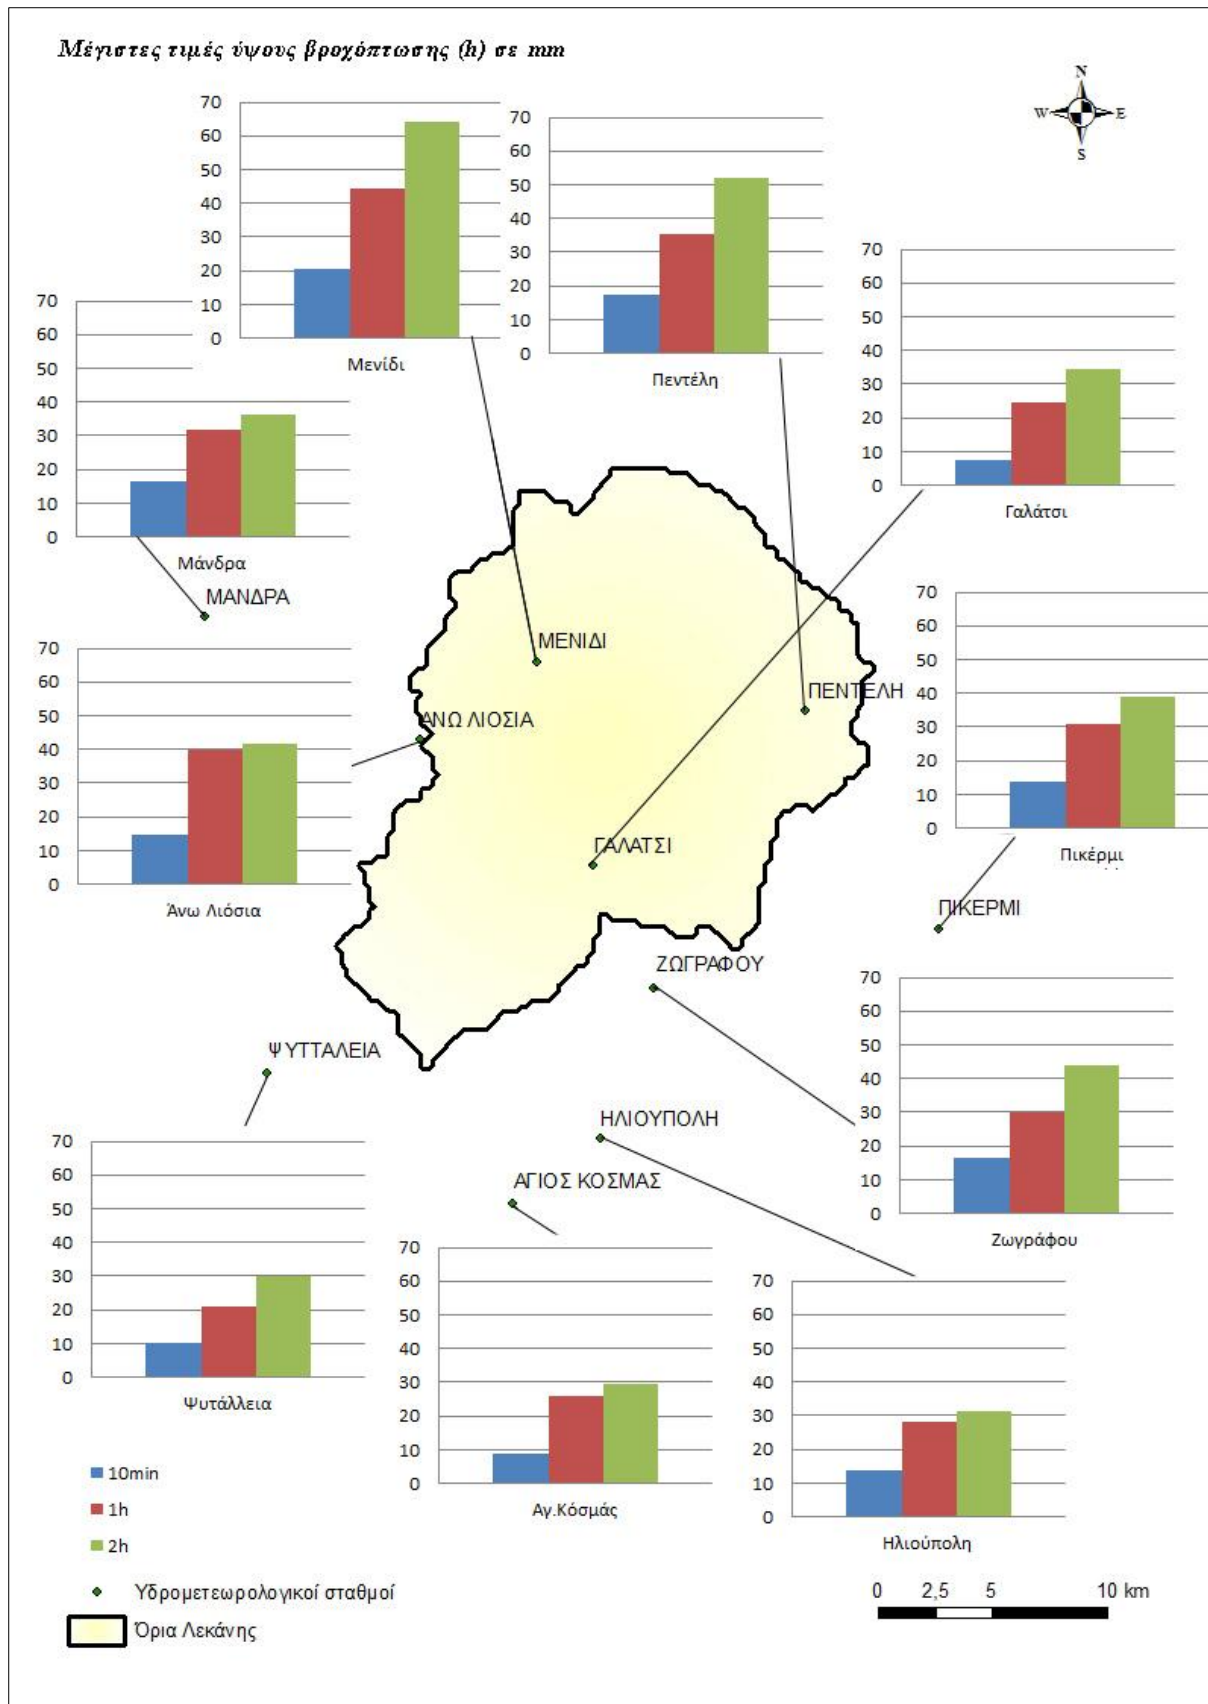 Μέγιστες τιμές ύψους βροχόπτωσης (h) σε mm
N
W E
S
70
60
50
40
30
20
10
0
Μενίδι
70
60
50
40
30
20
10
0
Πεντέλη
70
60
50
40
30
20
10
0
Γαλάτσι
70
60
50
40
30
20
10
0
Μάνδρα
ΜΑΝΔΡΑ
ΜΕΝΙΔΙ
ΠΕΝΤΕΛΗ
ΑΝΩ ΛΙΟΣΙΑ
ΓΑΛΑΤΣΙ
70
60
50
40
30
20
10
0
Πικέρμι
ΠΙΚΕΡΜΙ
70
60
50
40
30
20
10
0
Άνω Λιόσια
ΖΩΓΡΑΦΟΥ
70
60
50
40
30
20
10
0
Ζωγράφου
ΨΥΤΤΑΛΕΙΑ
ΗΛΙΟΥΠΟΛΗ
ΑΓΙΟΣ ΚΟΣΜΑΣ
70
60
50
40
30
20
10
0
Ψυτάλλεια
70
60
50
40
30
20
10
0
Αγ.Κόσμάς
70
60
50
40
30
20
10
0
Ηλιούπολη
10min
1h
2h
Υδρομετεωρολογικοί σταθμοί
Όρια Λεκάνης
0 2,5 5 10 km